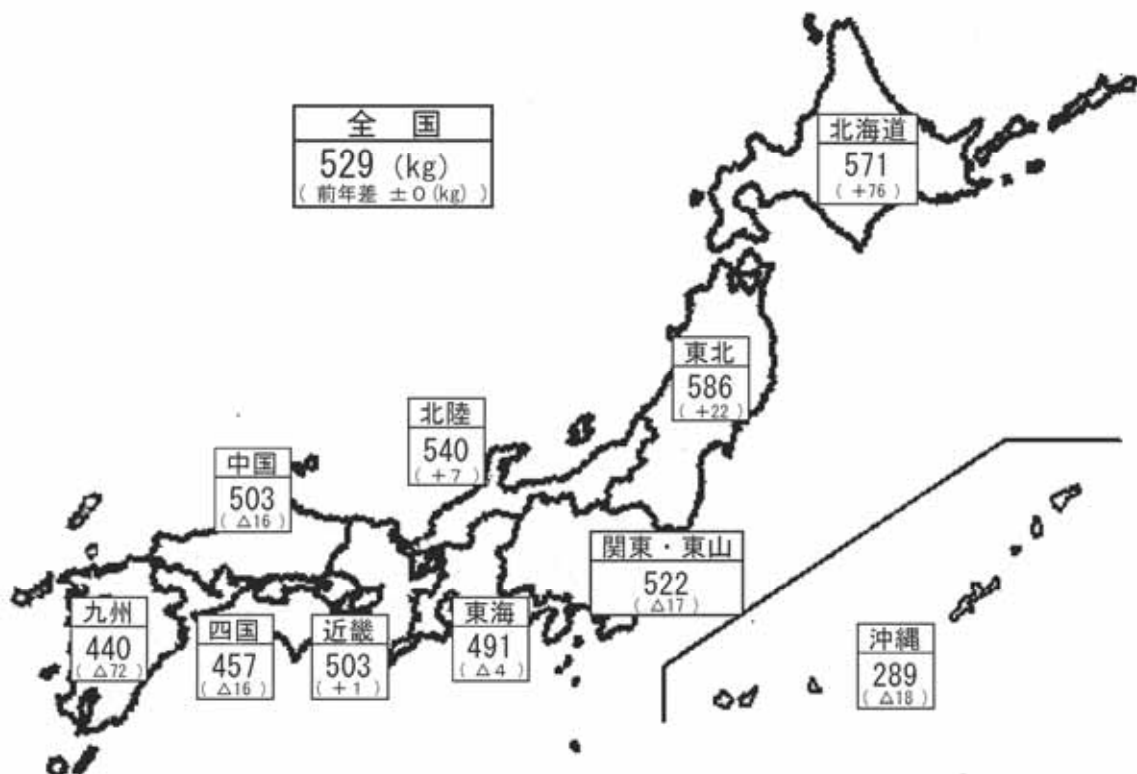 全 国
529 (kg)
( 前年差 ±0(kg) )
北海道
571
( +76 )
東北
586
( +22 )
北陸
540
( +7 )
中国
503
( △16 )
関東・東山
522
( △17 )
九州
440
( △72 )
四国
457
( △16 )
近畿
503
( +1 )
東海
491
( △4 )
沖縄
289
( △18 )